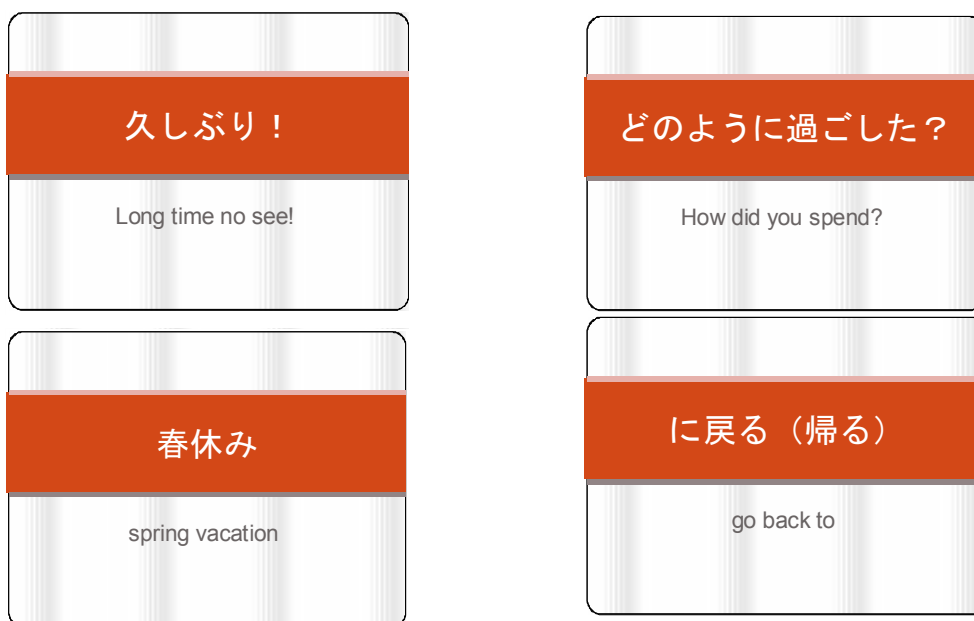 久しぶり！
Long time no see!
どのように過ごした？
How did you spend?
春休み
spring vacation
に戻る（帰る）
go back to